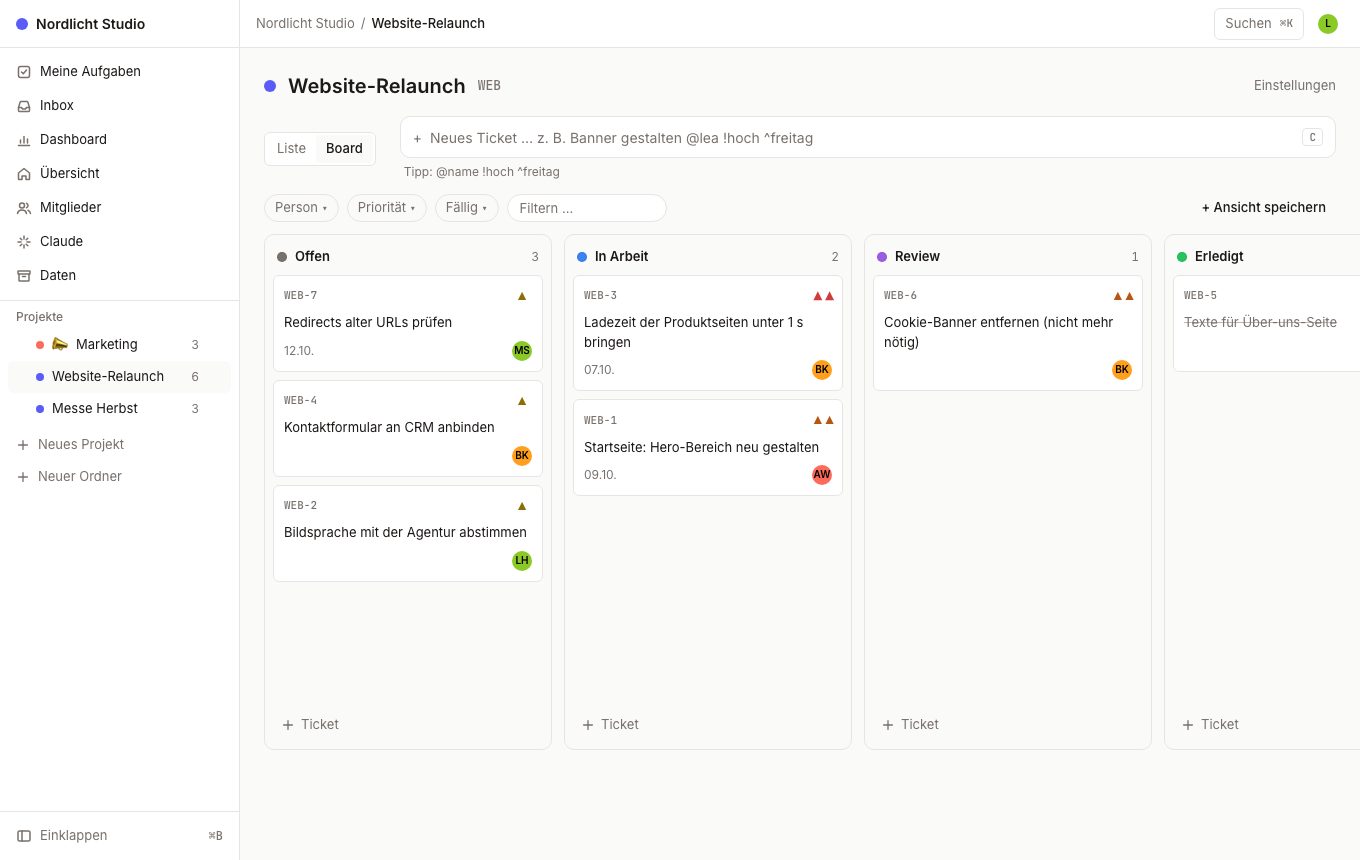 Nordlicht Studio
Meine Aufgaben
Inbox
Dashboard
Übersicht
Mitglieder
Claude
Daten
Projekte
Marketing 3
Website-Relaunch 6
Messe Herbst 3
+ Neues Projekt
+ Neuer Ordner
Einklappen ⌘B
Nordlicht Studio / Website-Relaunch
Suchen ⌘K
L
Website-Relaunch WEB
Einstellungen
Liste Board
+ Neues Ticket … z. B. Banner gestalten @lea !hoch ^freitag C
Tipp: @name !hoch ^freitag
Person ▾ Priorität ▾ Fällig ▾ Filtern …
+ Ansicht speichern
Offen 3
WEB-7
Redirects alter URLs prüfen
12.10. MS
WEB-4
Kontaktformular an CRM anbinden
BK
WEB-2
Bildsprache mit der Agentur abstimmen
LH
+ Ticket
In Arbeit 2
WEB-3
Ladezeit der Produktseiten unter 1 s
bringen
07.10. BK
WEB-1
Startseite: Hero-Bereich neu gestalten
09.10. AW
+ Ticket
Review 1
WEB-6
Cookie-Banner entfernen (nicht mehr
nötig)
BK
+ Ticket
Erledigt
WEB-5
Texte für Über-uns-Seite
+ Ticket